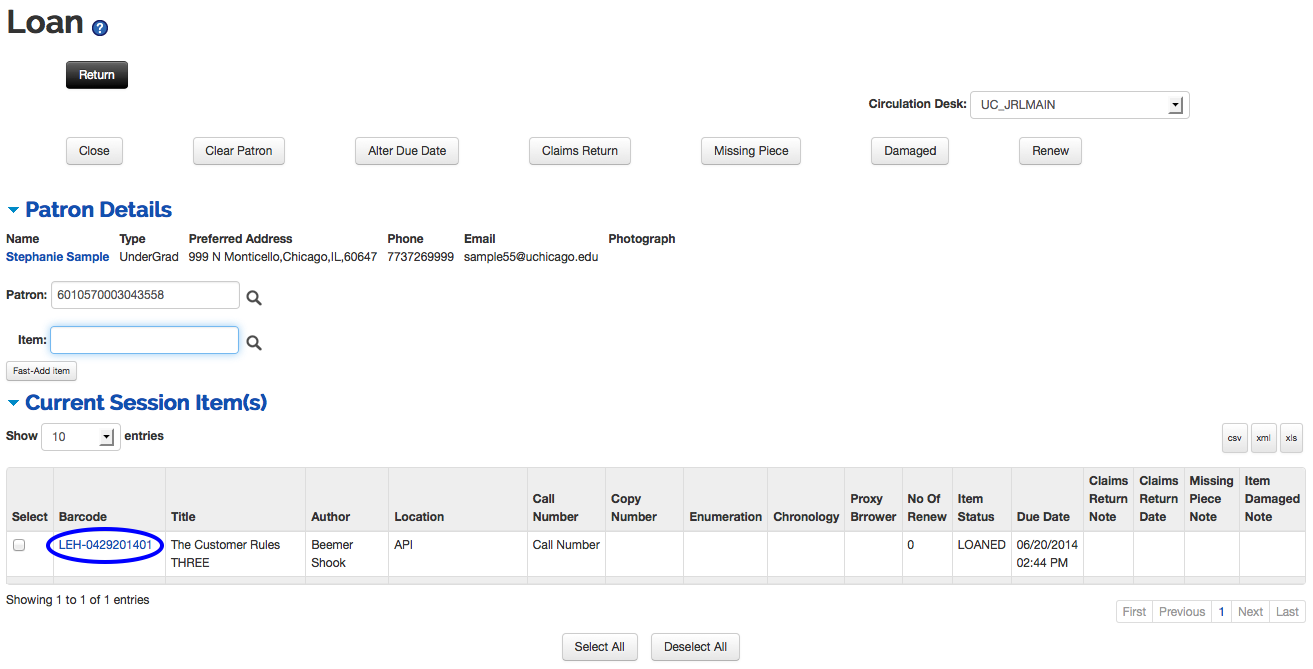 Loan ?
Return
Circulation Desk: UC_JRLMAIN
Close Clear Patron Alter Due Date Claims Return Missing Piece Damaged Renew
Patron Details
Name Type Preferred Address Phone Email Photograph
Stephanie Sample UnderGrad 999 N Monticello,Chicago,IL,60647 7737269999 sample55@uchicago.edu
Patron: 6010570003043558
Item:
Fast-Add item
Current Session Item(s)
Show 10 entries csv xml xls
Claims Claims Missing Item
Call Copy Proxy No Of Item Return Return Piece Damaged
Select Barcode Title Author Location Number Number Enumeration Chronology Brrower Renew Status Due Date Note Date Note Note
LEH-0429201401 The Customer Rules Beemer API Call Number 0 LOANED 06/20/2014
THREE Shook 02:44 PM
Showing 1 to 1 of 1 entries
First Previous 1 Next Last
Select All Deselect All